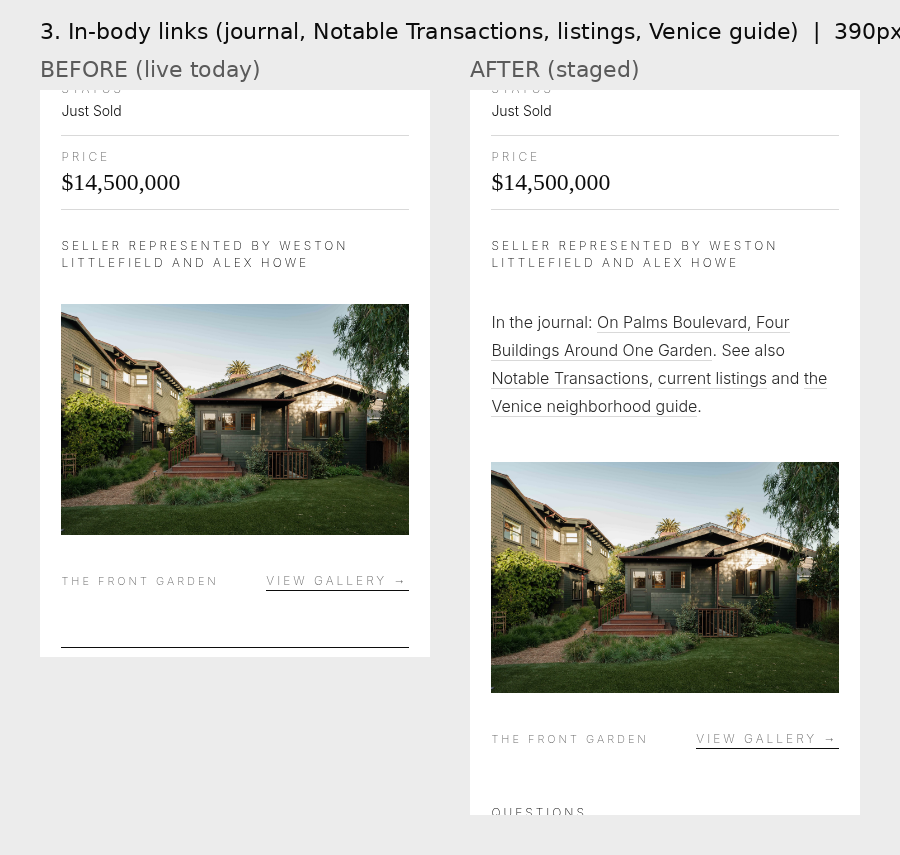 3. In-body links (journal, Notable Transactions, listings, Venice guide) | 390px
BEFORE (live today)
STATUS
Just Sold
PRICE
$14,500,000
SELLER REPRESENTED BY WESTON
LITTLEFIELD AND ALEX HOWE
THE FRONT GARDEN
VIEW GALLERY →
AFTER (staged)
STATUS
Just Sold
PRICE
$14,500,000
SELLER REPRESENTED BY WESTON
LITTLEFIELD AND ALEX HOWE
In the journal: On Palms Boulevard, Four
Buildings Around One Garden. See also
Notable Transactions, current listings and the
Venice neighborhood guide.
THE FRONT GARDEN
VIEW GALLERY →
QUESTIONS